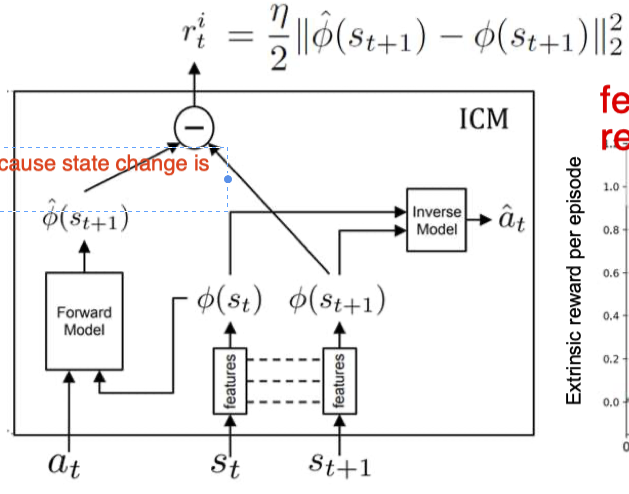 r_t^i = \frac{\eta}{2} \|\hat{\phi}(s_{t+1}) - \phi(s_{t+1})\|_2^2
ICM
fe
re
cause state change is
\hat{\phi}(s_{t+1})
Inverse
Model
\hat{a}_t
Forward
Model
\phi(s_t)
\phi(s_{t+1})
features
features
a_t
s_t
s_{t+1}
Extrinsic reward per episode
1.0
0.8
0.6
0.4
0.2
0.0